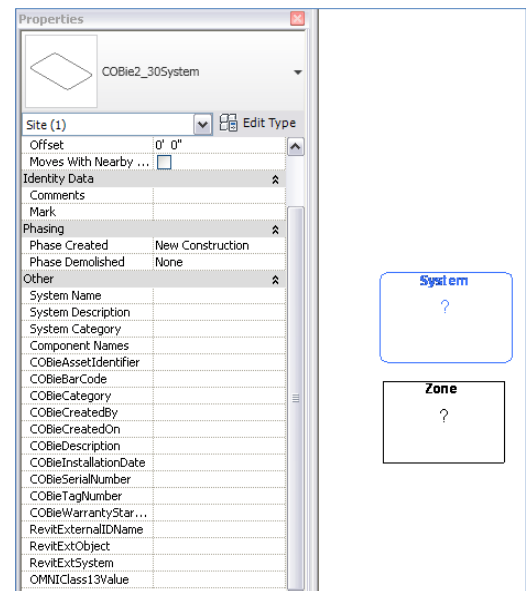 Properties
COBie2_30System
Site (1) Edit Type
Offset 0' 0"
Moves With Nearby ...
Identity Data
Comments
Mark
Phasing
Phase Created New Construction
Phase Demolished None
Other
System Name
System Description
System Category
Component Names
COBieAssetIdentifier
COBieBarCode
COBieCategory
COBieCreatedBy
COBieCreatedOn
COBieDescription
COBieInstallationDate
COBieSerialNumber
COBieTagNumber
COBieWarrantyStar...
RevitExternalIDName
RevitExtObject
RevitExtSystem
OMNIClass13Value
System
?
Zone
?